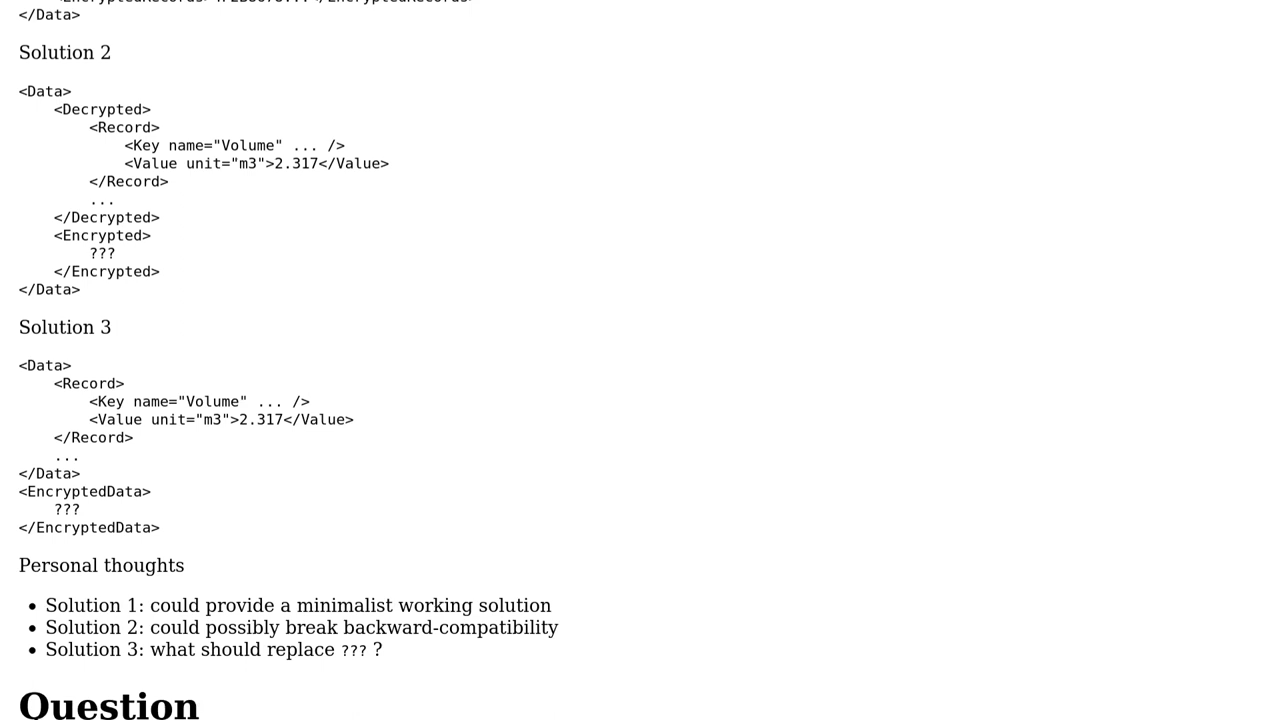 </Data>
Solution 2
<Data>
    <Decrypted>
        <Record>
            <Key name="Volume" ... />
            <Value unit="m3">2.317</Value>
        </Record>
        ...
    </Decrypted>
    <Encrypted>
        ???
    </Encrypted>
</Data>
Solution 3
<Data>
    <Record>
        <Key name="Volume" ... />
        <Value unit="m3">2.317</Value>
    </Record>
    ...
</Data>
<EncryptedData>
    ???
</EncryptedData>
Personal thoughts
• Solution 1: could provide a minimalist working solution
• Solution 2: could possibly break backward-compatibility
• Solution 3: what should replace ??? ?
Question